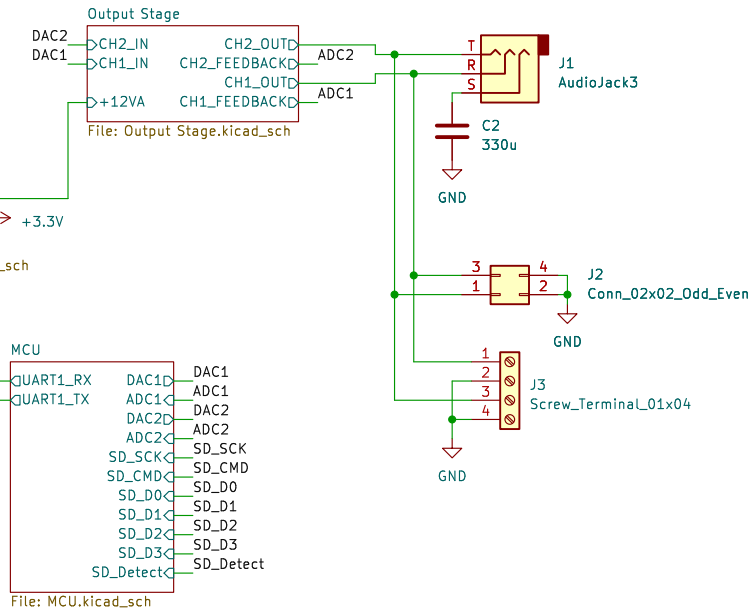 Output Stage
DAC2
CH2_IN
CH2_OUT
DAC1
CH1_IN
CH2_FEEDBACK
ADC2
CH1_OUT
+12VA
CH1_FEEDBACK
ADC1
File: Output Stage.kicad_sch
T
R
S
J1
AudioJack3
C2
330u
GND
+3.3V
_sch
3
4
1
2
J2
Conn_02x02_Odd_Even
GND
1
2
3
4
J3
Screw_Terminal_01x04
GND
MCU
UART1_RX
DAC1
DAC1
UART1_TX
ADC1
ADC1
DAC2
DAC2
ADC2
ADC2
SD_SCK
SD_SCK
SD_CMD
SD_CMD
SD_D0
SD_D0
SD_D1
SD_D1
SD_D2
SD_D2
SD_D3
SD_D3
SD_Detect
SD_Detect
File: MCU.kicad_sch